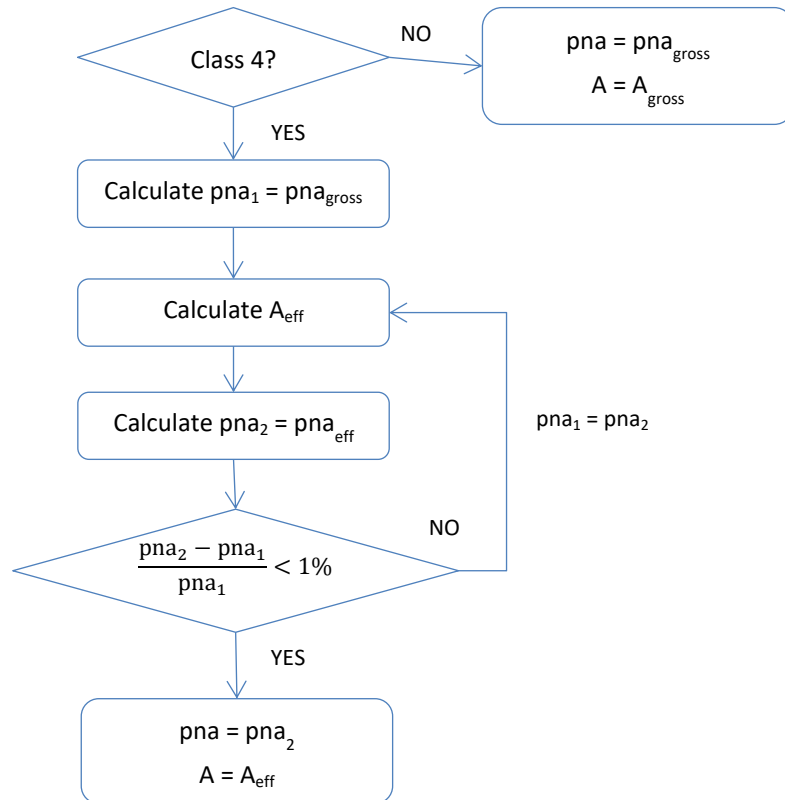 Class 4?
NO
pna = pna_gross
A = A_gross
YES
Calculate pna₁ = pna_gross
Calculate A_eff
Calculate pna₂ = pna_eff
pna₁ = pna₂
(pna₂ − pna₁) / pna₁ < 1%
NO
YES
pna = pna₂
A = A_eff